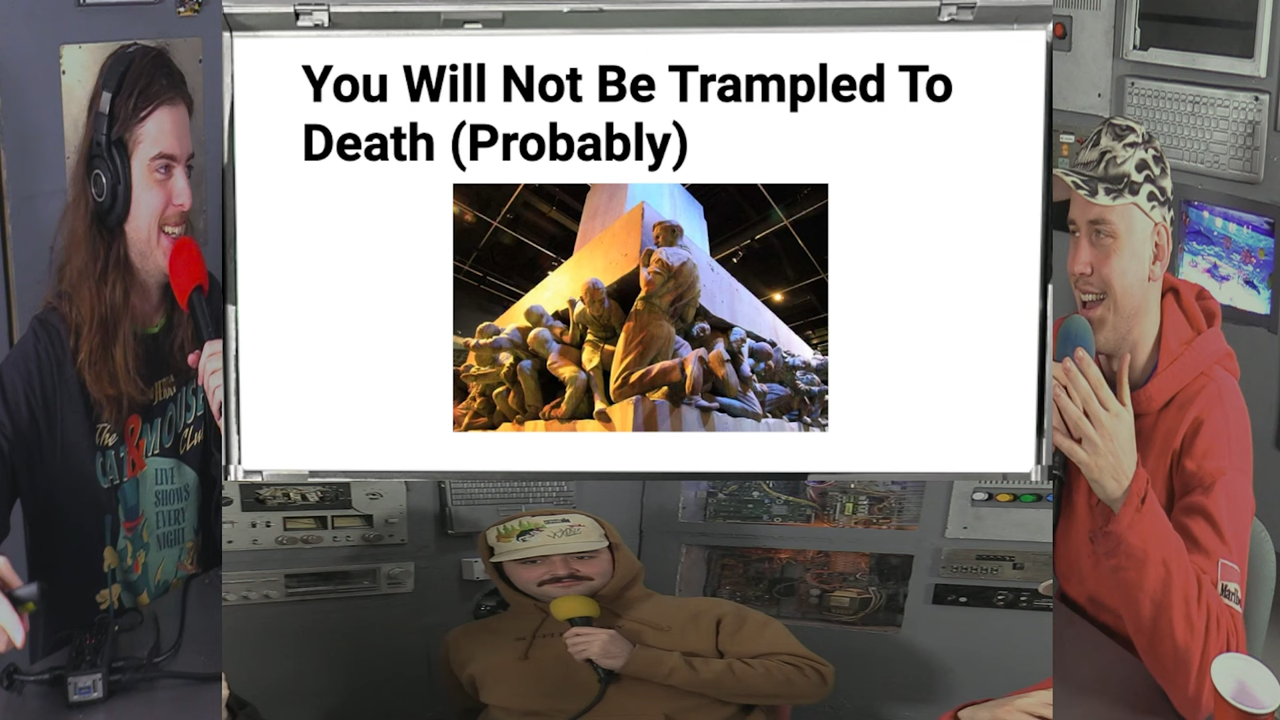 You Will Not Be Trampled To
Death (Probably)
The
CAT & MOUSE
CLUB
LIVE
SHOWS
EVERY
NIGHT